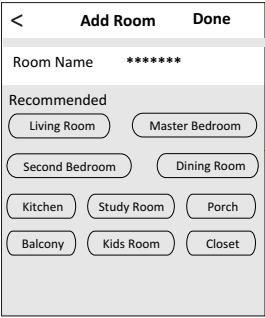 < Add Room Done
Room Name *******
Recommended
Living Room Master Bedroom
Second Bedroom Dining Room
Kitchen Study Room Porch
Balcony Kids Room Closet